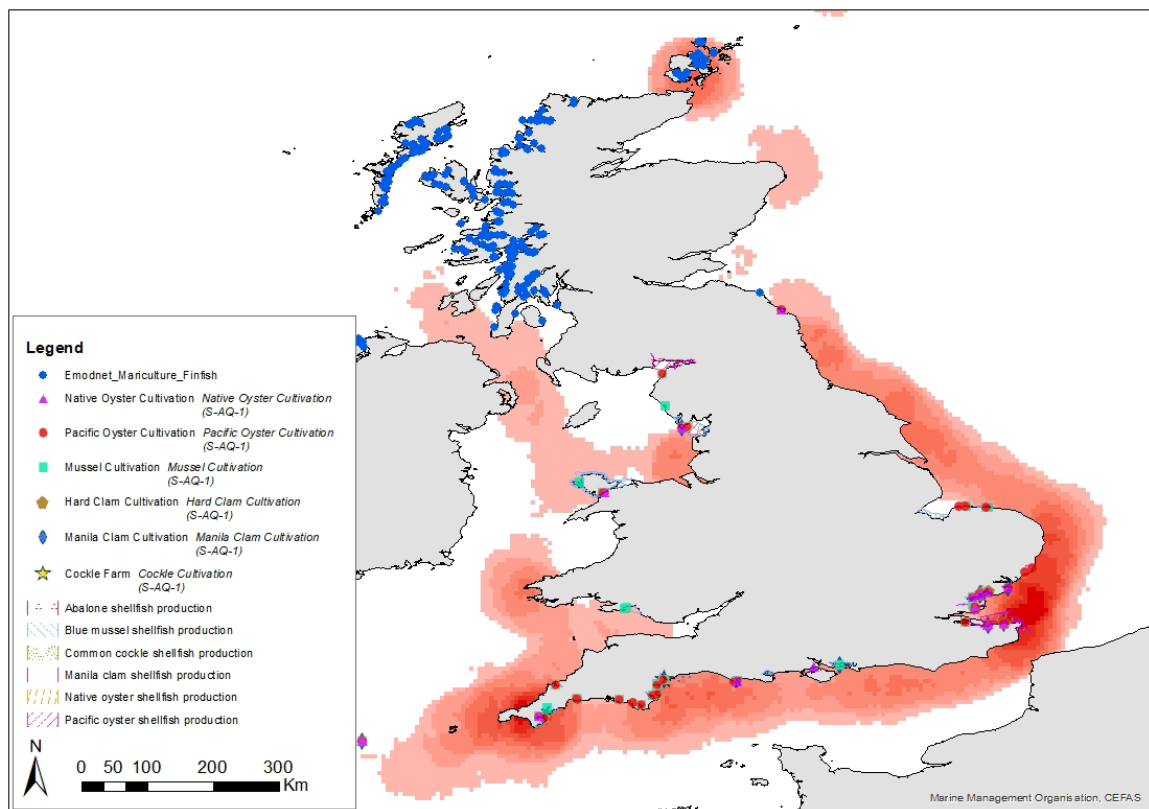 Legend
Emodnet_Mariculture_Finfish
Native Oyster Cultivation Native Oyster Cultivation
(S-AQ-1)
Pacific Oyster Cultivation Pacific Oyster Cultivation
(S-AQ-1)
Mussel Cultivation Mussel Cultivation
(S-AQ-1)
Hard Clam Cultivation Hard Clam Cultivation
(S-AQ-1)
Manila Clam Cultivation Manila Clam Cultivation
(S-AQ-1)
Cockle Farm Cockle Cultivation
(S-AQ-1)
Abalone shellfish production
Blue mussel shellfish production
Common cockle shellfish production
Manila clam shellfish production
Native oyster shellfish production
Pacific oyster shellfish production
N
0 50 100 200 300
Km
Marine Management Organisation, CEFAS